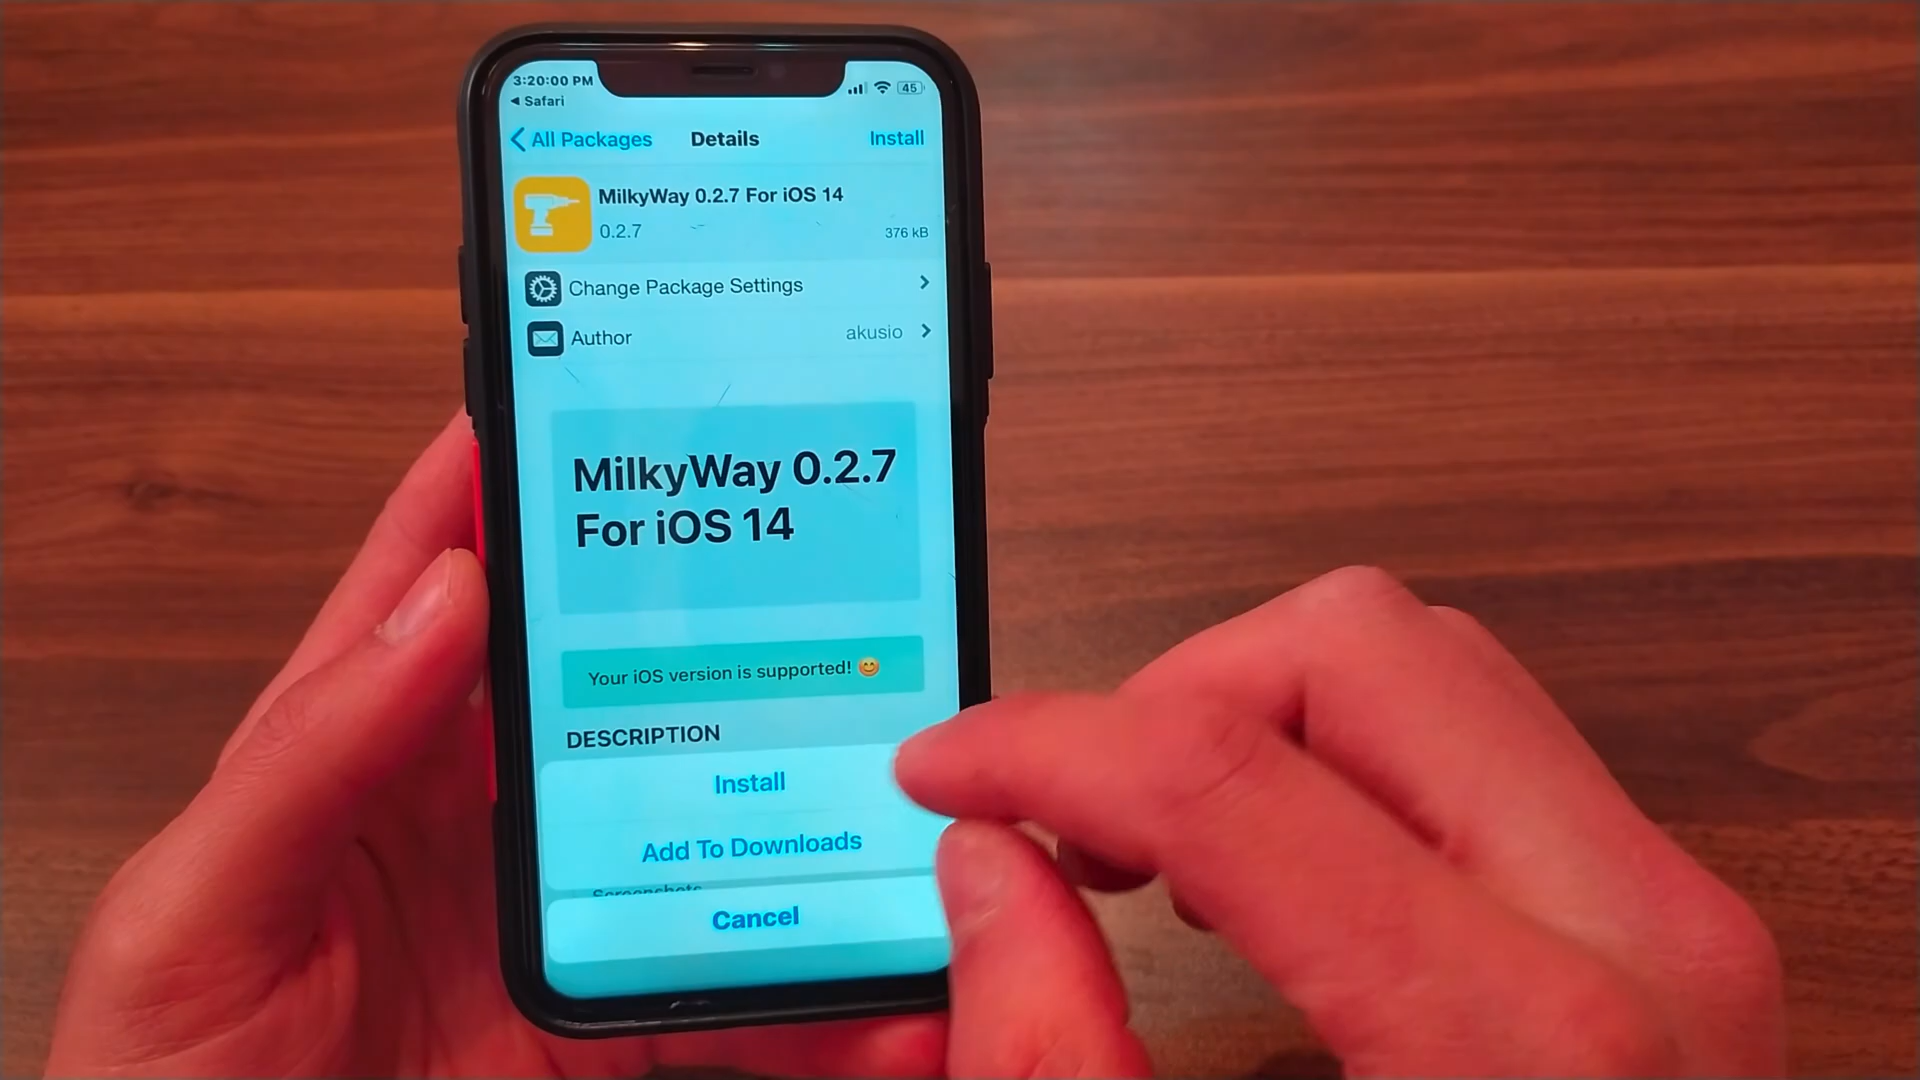 3:20:00 PM
45
Safari
All Packages
Details
Install
MilkyWay 0.2.7 For iOS 14
0.2.7
376 kB
Change Package Settings
Author
akusio
MilkyWay 0.2.7
For iOS 14
Your iOS version is supported! 😊
DESCRIPTION
Install
Add To Downloads
Screenshots
Cancel